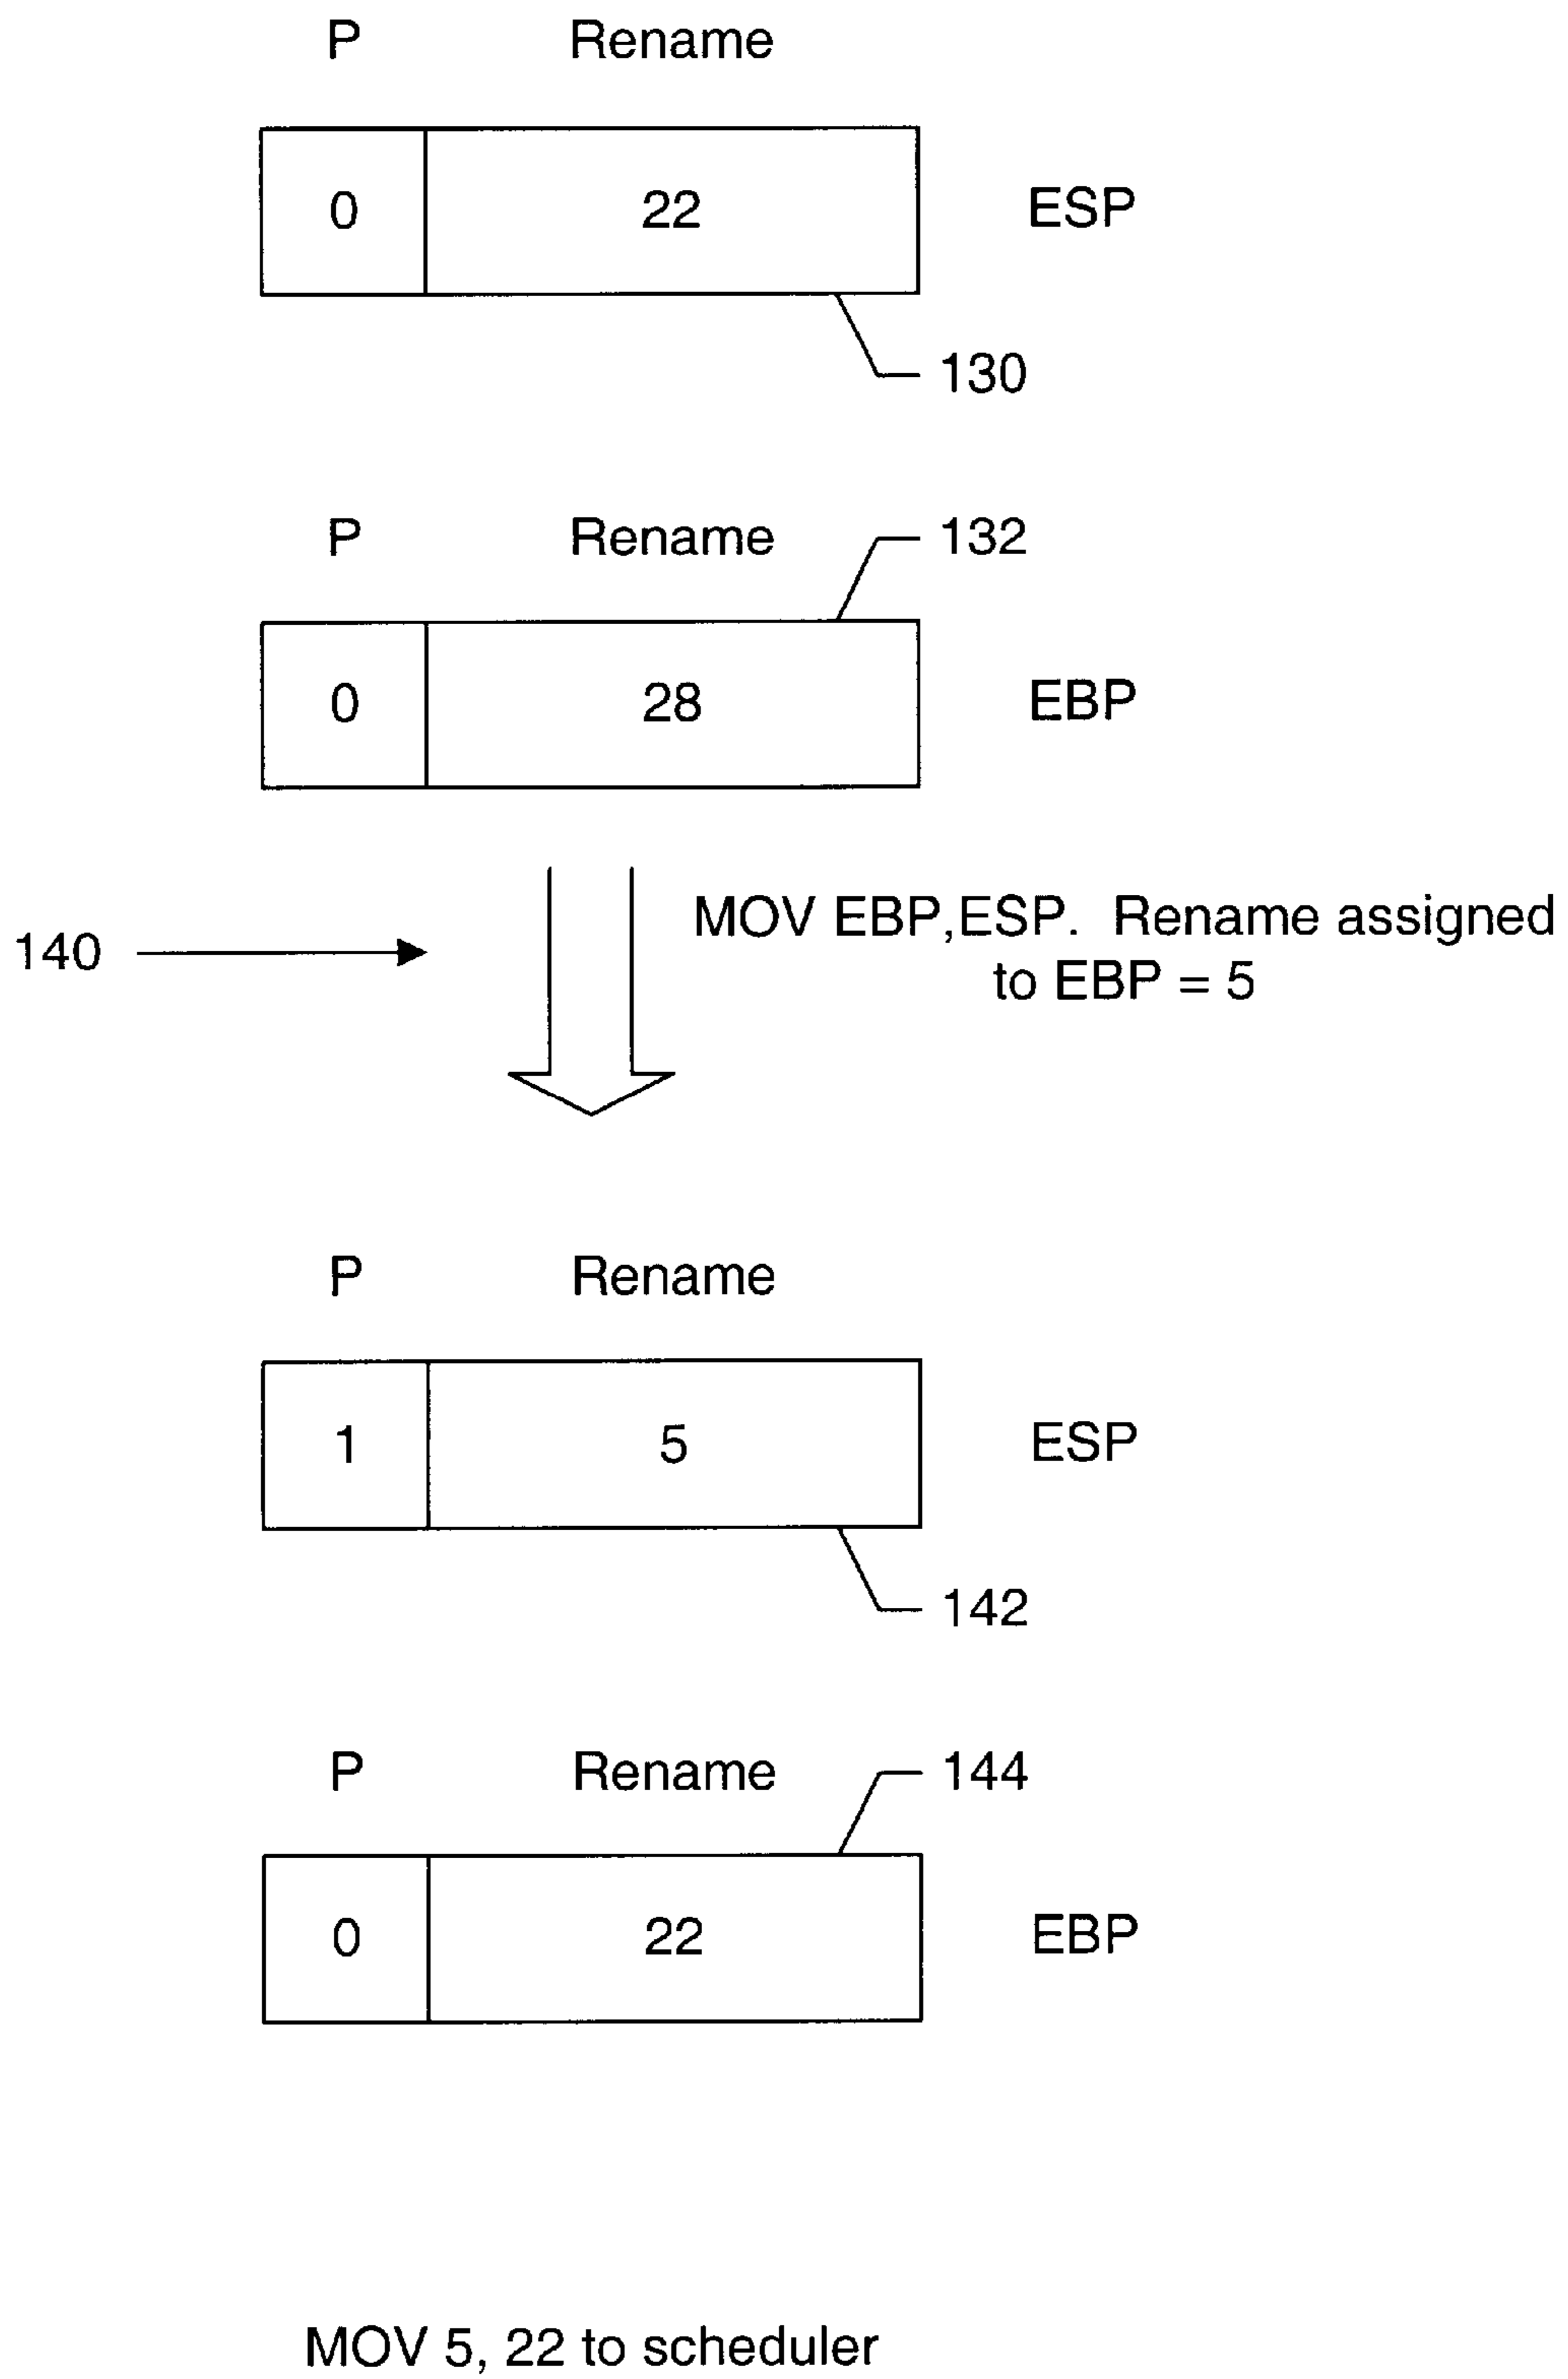 P Rename
0 22 ESP
130
P Rename 132
0 28 EBP
140 MOV EBP,ESP. Rename assigned
to EBP = 5
P Rename
1 5 ESP
142
P Rename 144
0 22 EBP
MOV 5, 22 to scheduler